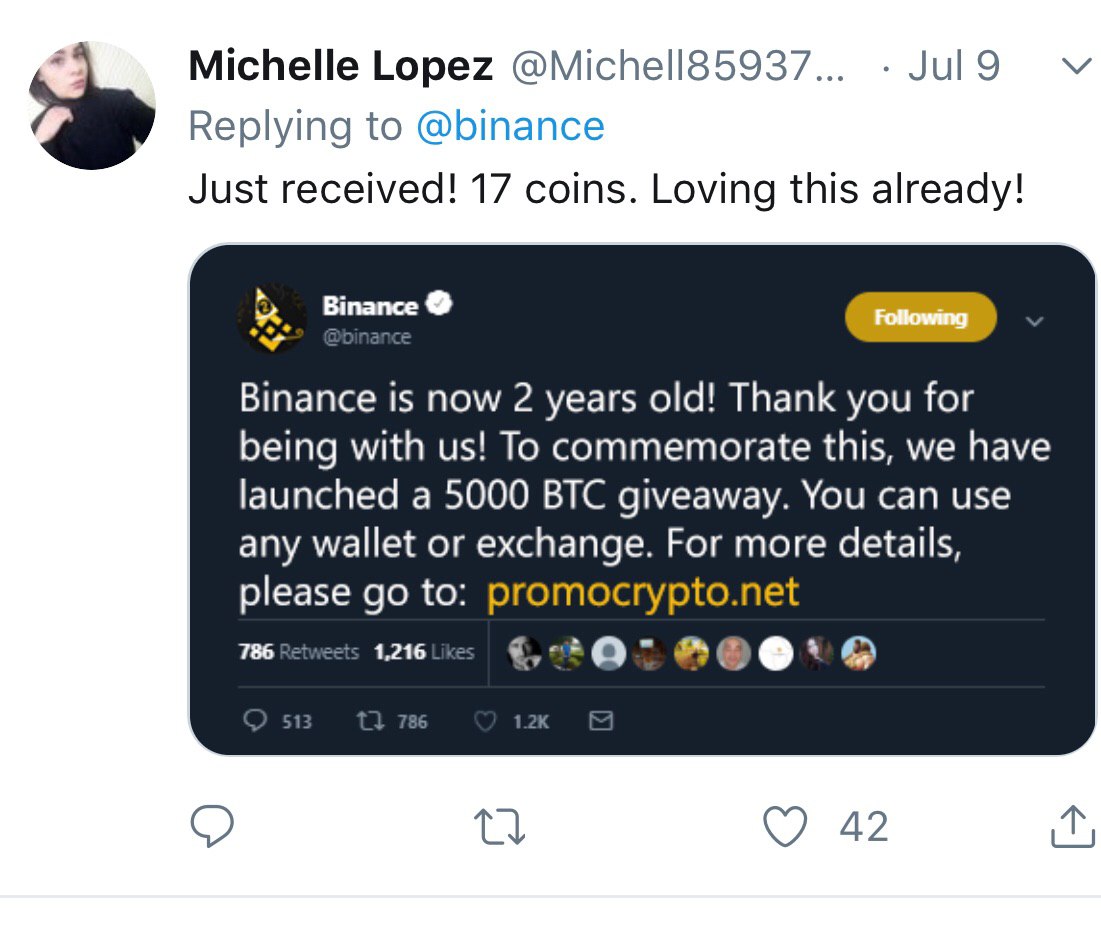 Michelle Lopez @Michell85937... · Jul 9
Replying to @binance
Just received! 17 coins. Loving this already!
Binance
@binance
Following
Binance is now 2 years old! Thank you for
being with us! To commemorate this, we have
launched a 5000 BTC giveaway. You can use
any wallet or exchange. For more details,
please go to: promocrypto.net
786 Retweets 1,216 Likes
513 786 1.2K
42